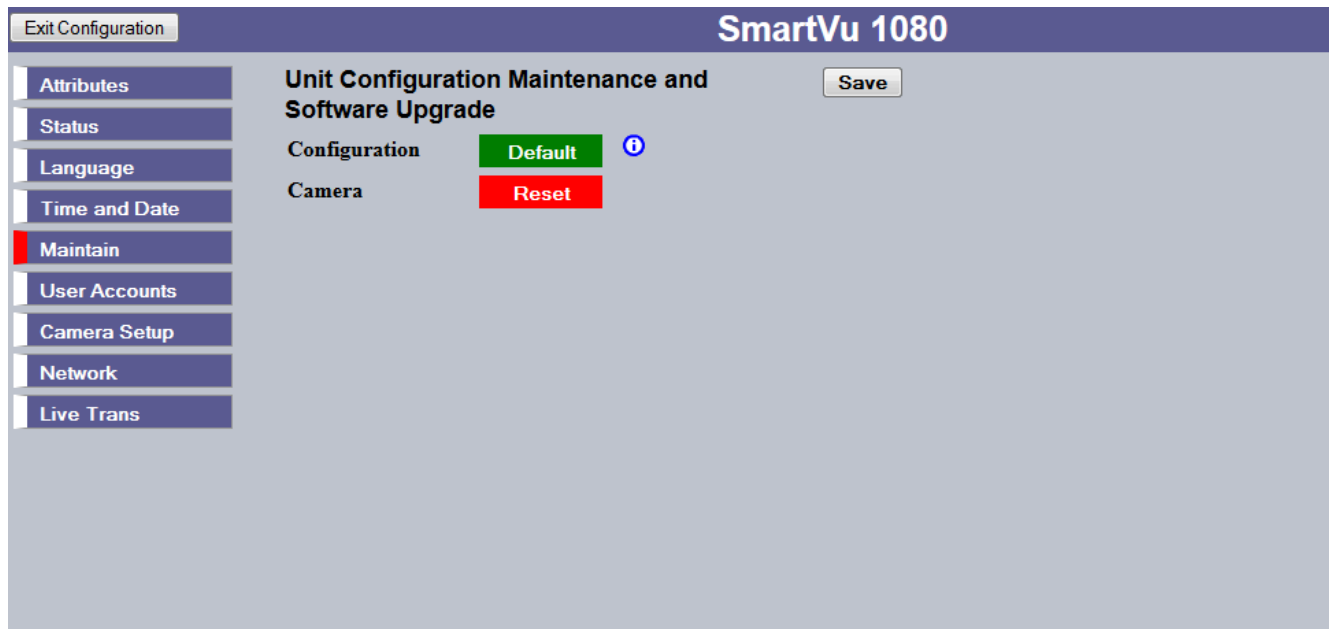 Exit Configuration
SmartVu 1080
Attributes
Status
Language
Time and Date
Maintain
User Accounts
Camera Setup
Network
Live Trans
Unit Configuration Maintenance and
Software Upgrade
Save
Configuration
Default
Camera
Reset